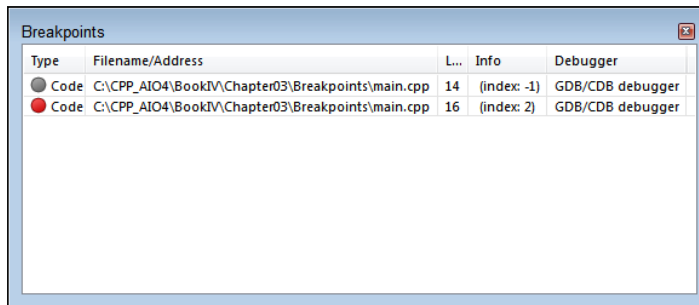 Breakpoints
Type Filename/Address L... Info Debugger
Code C:\CPP_AIO4\BookIV\Chapter03\Breakpoints\main.cpp 14 (index: -1) GDB/CDB debugger
Code C:\CPP_AIO4\BookIV\Chapter03\Breakpoints\main.cpp 16 (index: 2) GDB/CDB debugger